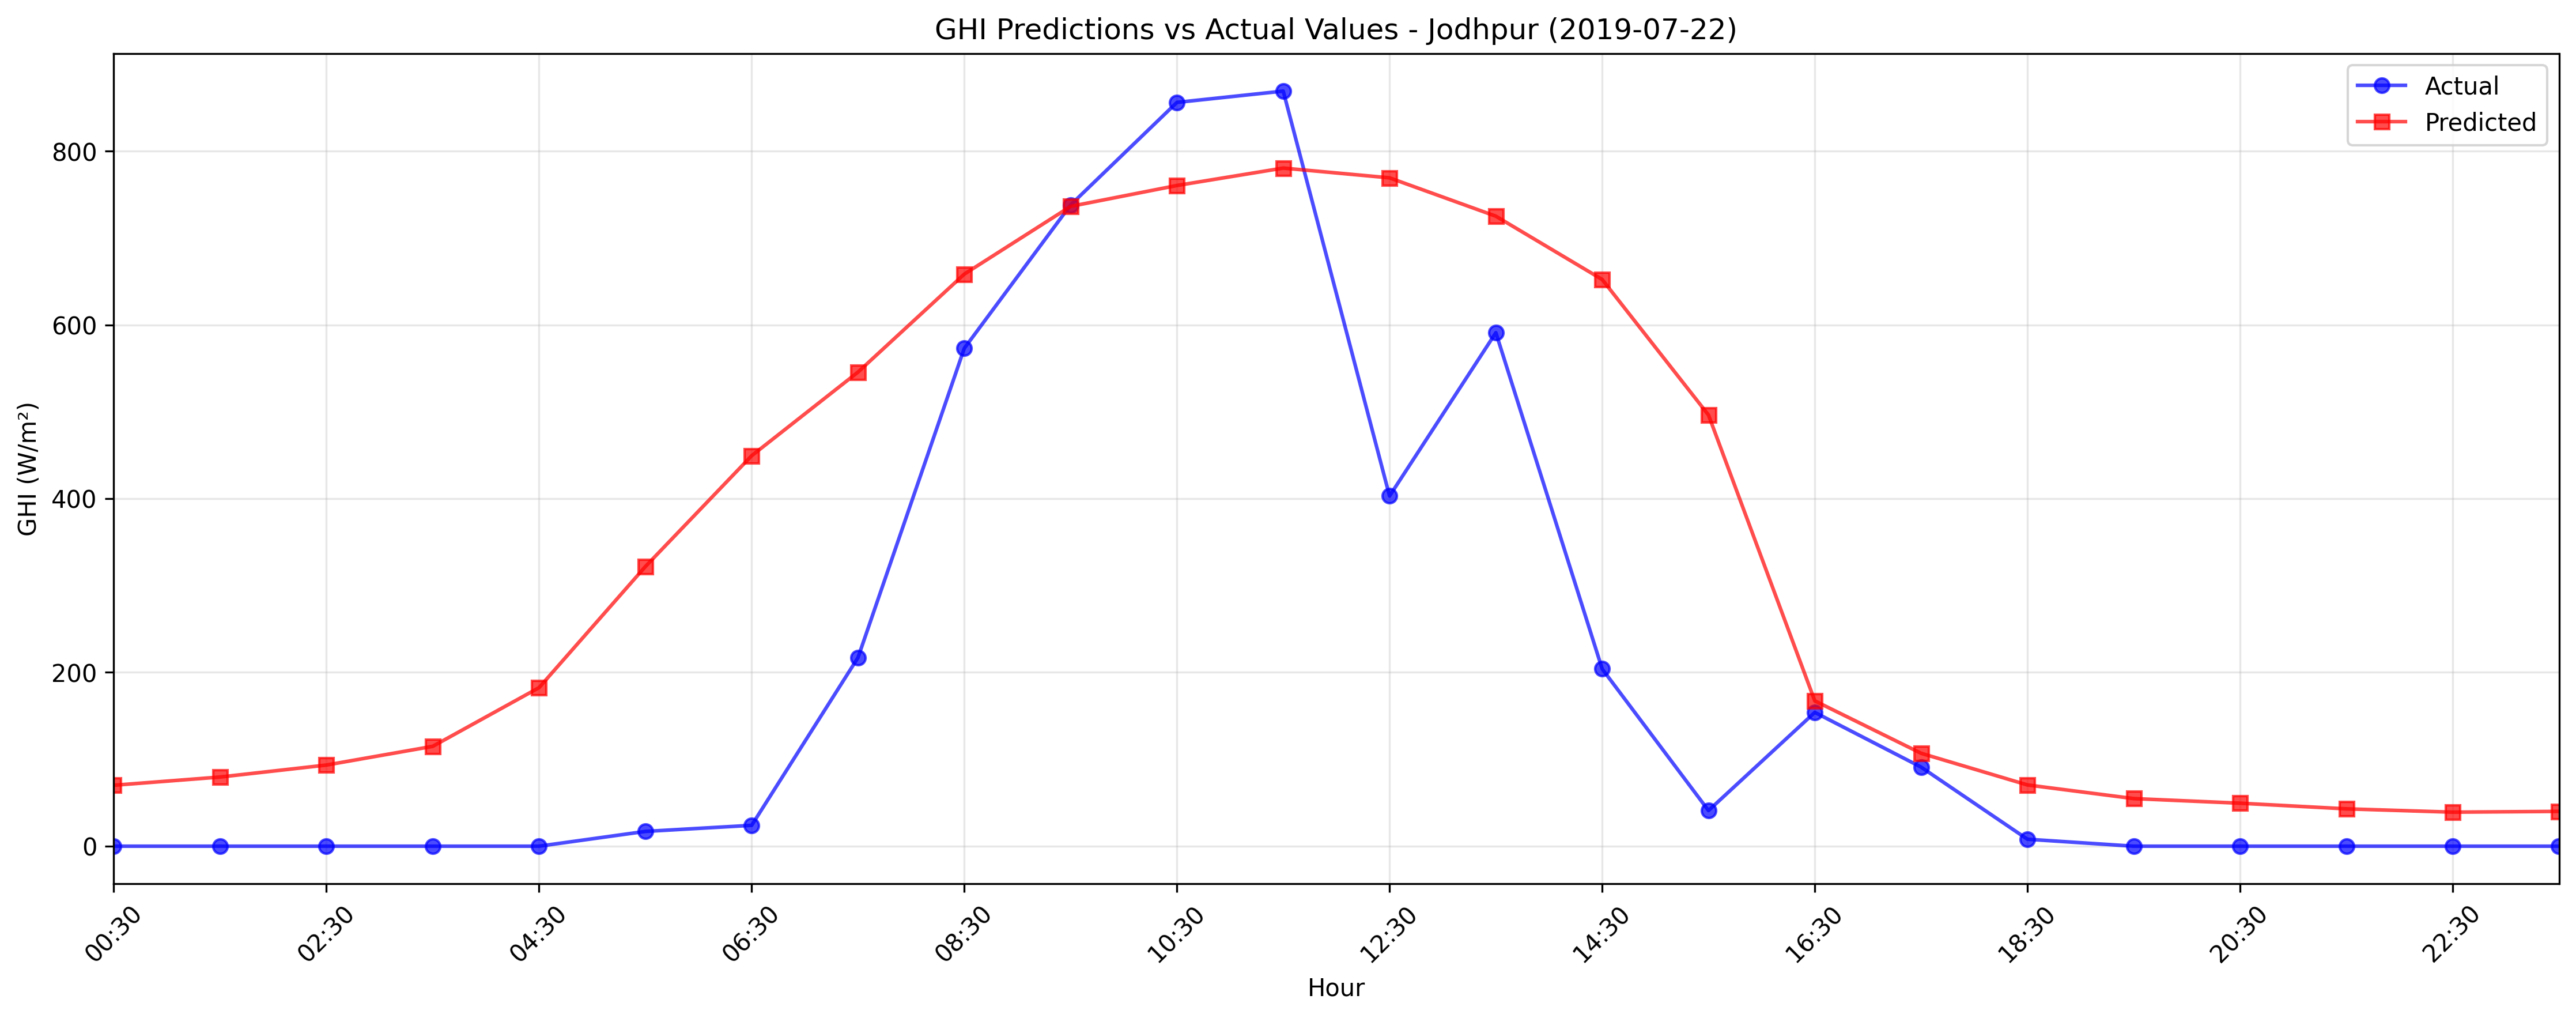 GHI Predictions vs Actual Values - Jodhpur (2019-07-22)
Actual
Predicted
GHI (W/m²)
800
600
400
200
0
00:30 02:30 04:30 06:30 08:30 10:30 12:30 14:30 16:30 18:30 20:30 22:30
Hour